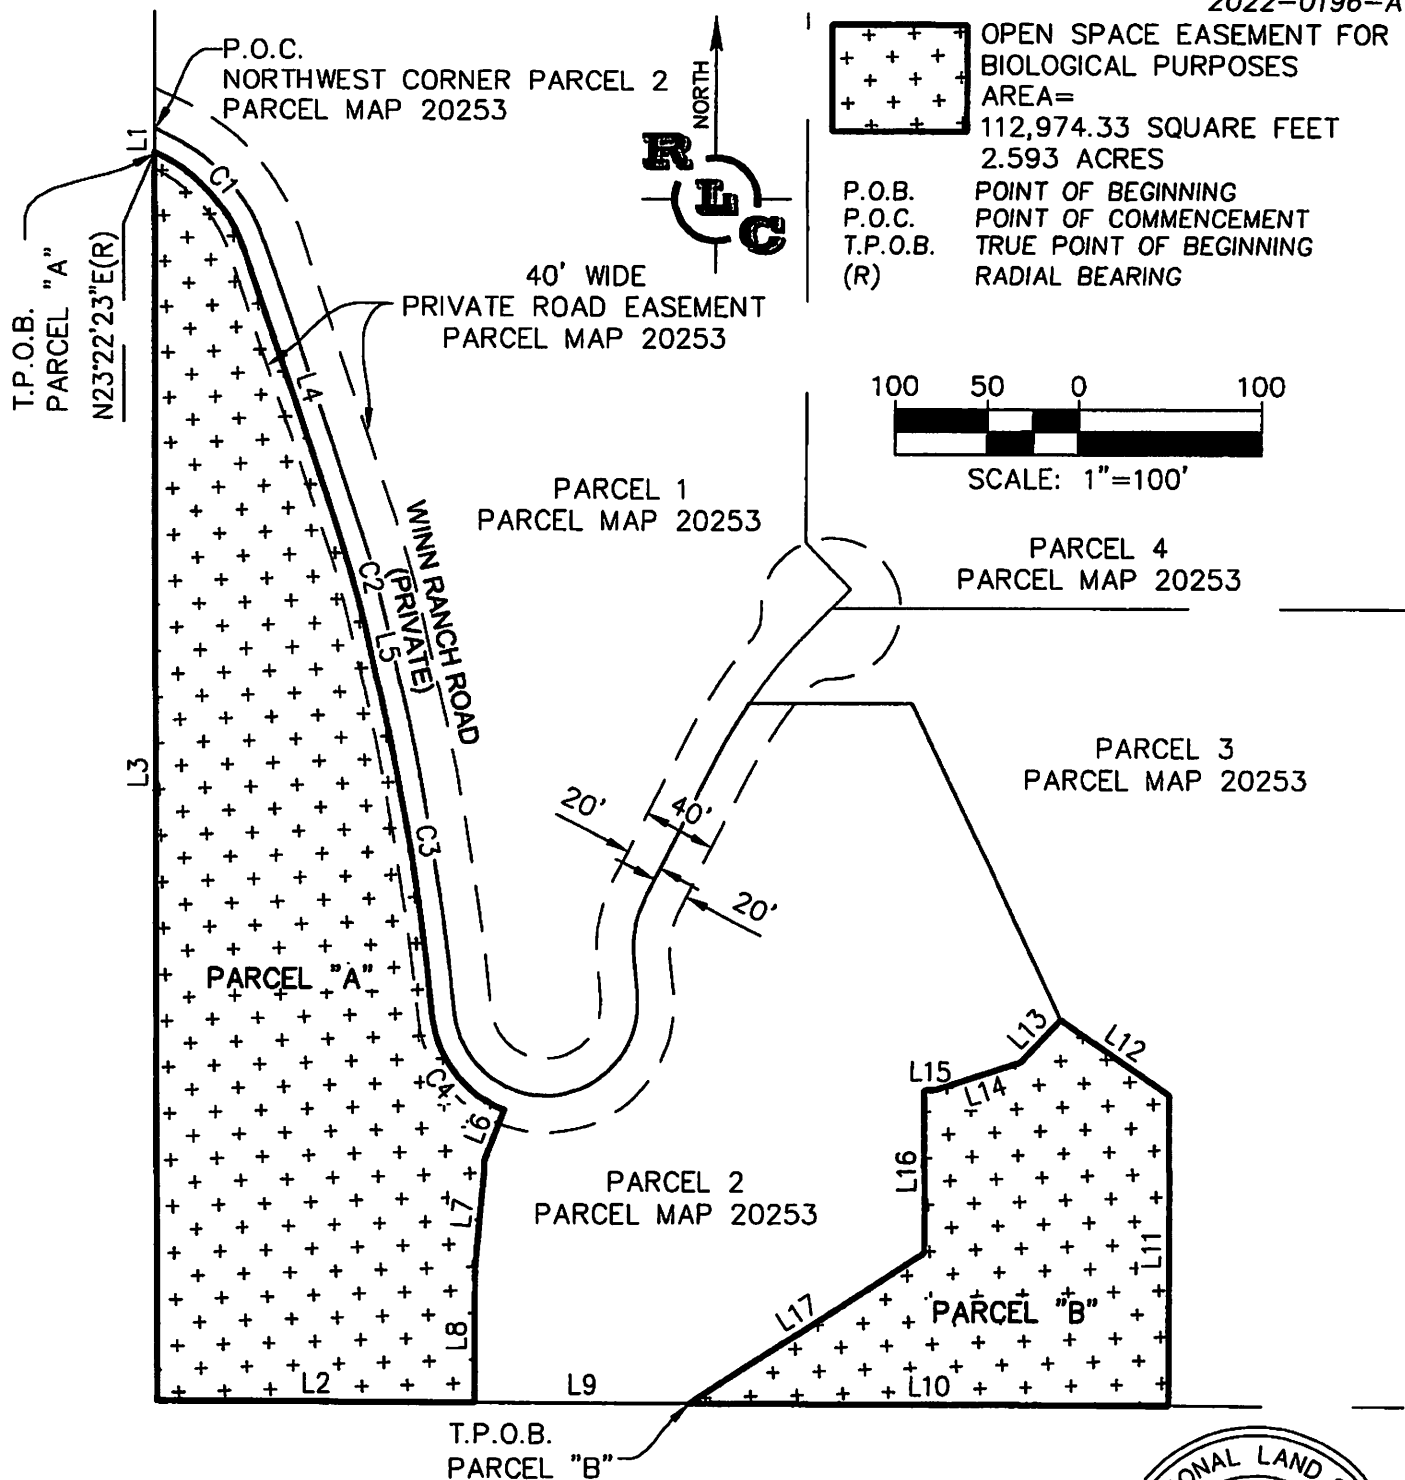 2022-0196-A
P.O.C.
NORTHWEST CORNER PARCEL 2
PARCEL MAP 20253
NORTH
R
L
C
OPEN SPACE EASEMENT FOR
BIOLOGICAL PURPOSES
AREA=
112,974.33 SQUARE FEET
2.593 ACRES
P.O.B. POINT OF BEGINNING
P.O.C. POINT OF COMMENCEMENT
T.P.O.B. TRUE POINT OF BEGINNING
(R) RADIAL BEARING
L1
C1
T.P.O.B.
PARCEL "A"
N23°22'23"E(R)
40' WIDE
PRIVATE ROAD EASEMENT
PARCEL MAP 20253
L4
100 50 0 100
SCALE: 1"=100'
PARCEL 1
PARCEL MAP 20253
PARCEL 4
PARCEL MAP 20253
WINN RANCH ROAD
(PRIVATE)
C2
L5
L3
C3
PARCEL 3
PARCEL MAP 20253
20'
40'
20'
PARCEL "A"
C4
L6
L7
L8
L2
L9
PARCEL 2
PARCEL MAP 20253
L13
L12
L15
L14
L16
L11
L17
PARCEL "B"
L10
T.P.O.B.
PARCEL "B"
LAND